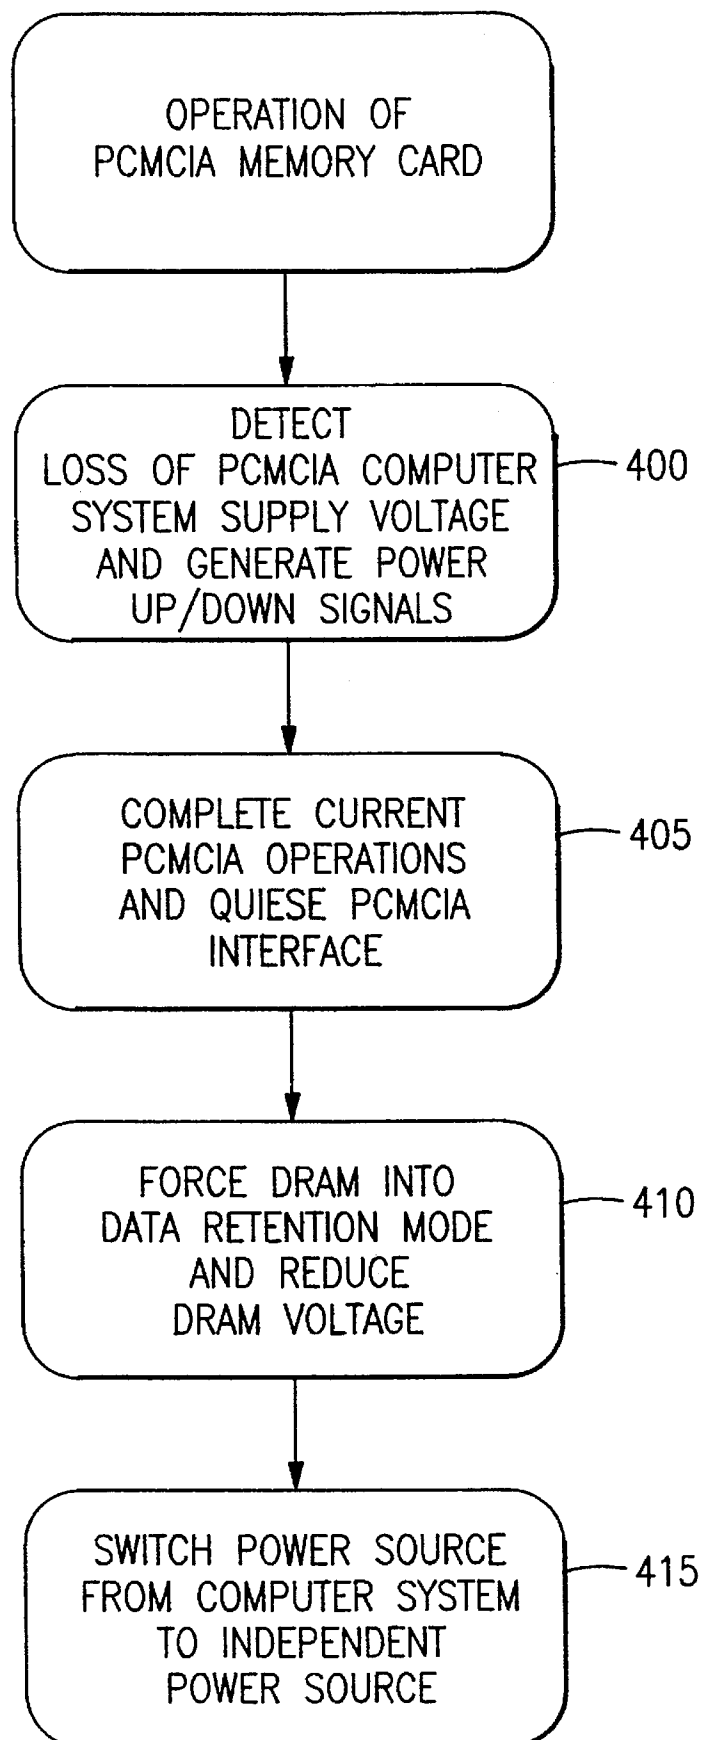 OPERATION OF
PCMCIA MEMORY CARD
DETECT
LOSS OF PCMCIA COMPUTER
SYSTEM SUPPLY VOLTAGE
AND GENERATE POWER
UP/DOWN SIGNALS
400
COMPLETE CURRENT
PCMCIA OPERATIONS
AND QUIESE PCMCIA
INTERFACE
405
FORCE DRAM INTO
DATA RETENTION MODE
AND REDUCE
DRAM VOLTAGE
410
SWITCH POWER SOURCE
FROM COMPUTER SYSTEM
TO INDEPENDENT
POWER SOURCE
415